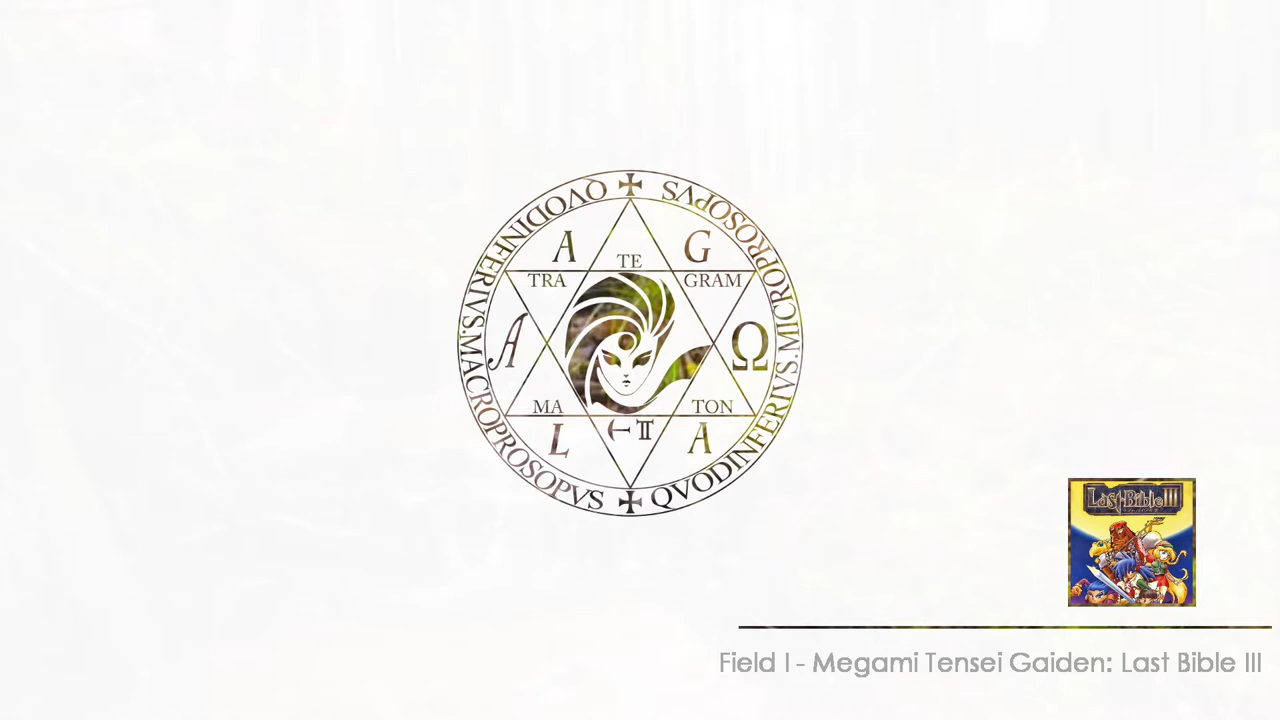 QVODINFERIVS.MACROPROSOPVS
QVODINFERIVS.MICROPROSOPVS
A G
TE
TRA GRAM
A Ω
MA TON
L A
Last Bible III
Field I - Megami Tensei Gaiden: Last Bible III